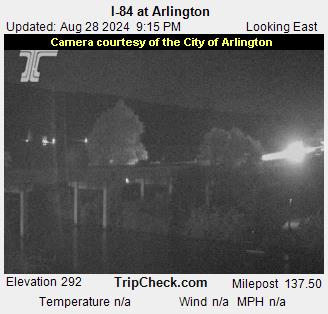 I-84 at Arlington
Updated: Aug 28 2024 9:15 PM Looking East
Camera courtesy of the City of Arlington
Elevation 292 TripCheck.com Milepost 137.50
Temperature n/a Wind n/a MPH n/a